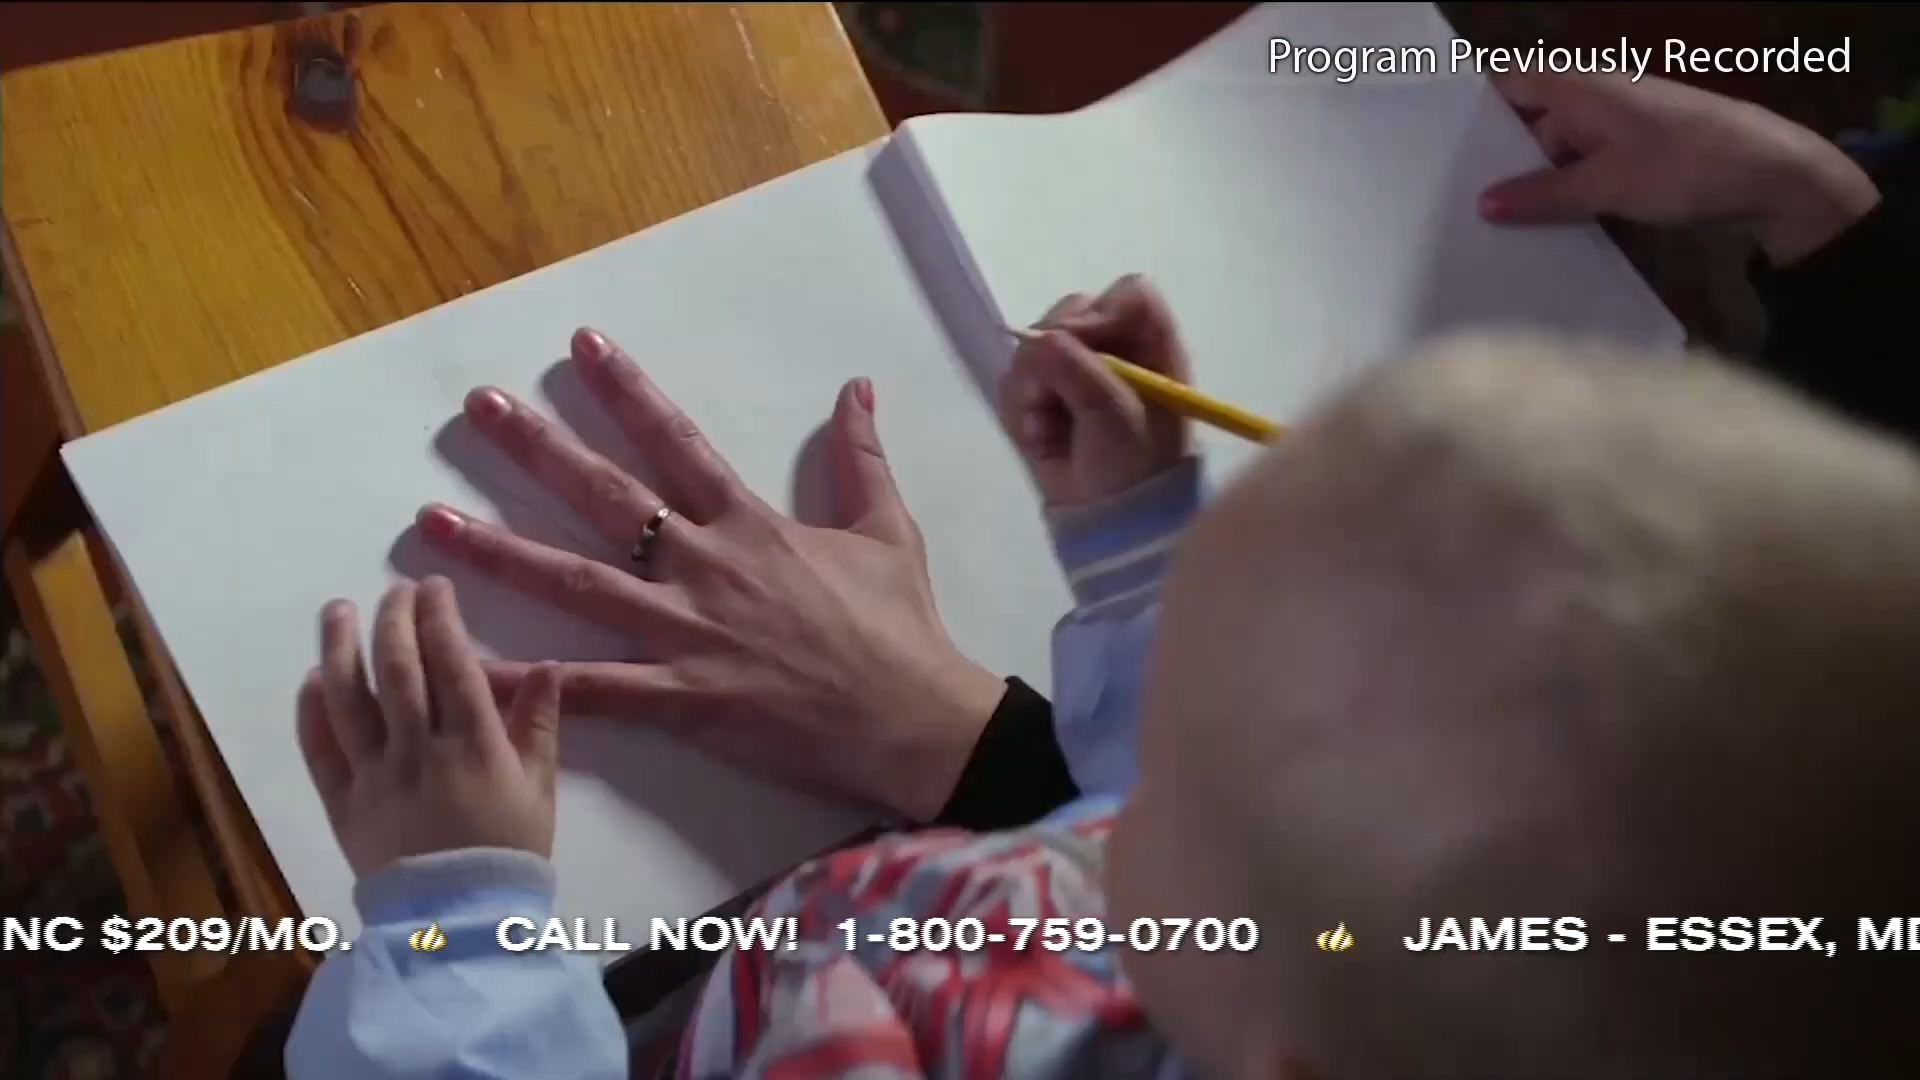 Program Previously Recorded
NC $209/MO. CALL NOW! 1-800-759-0700 JAMES - ESSEX, MD